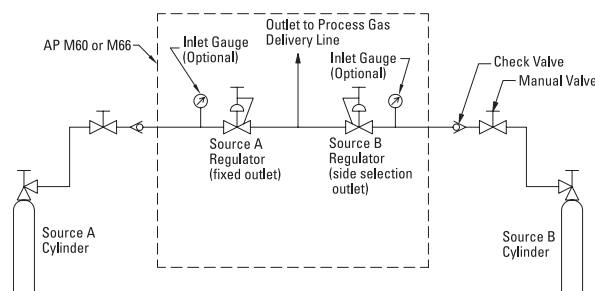 AP M60 or M66
Inlet Gauge
(Optional)
Outlet to Process Gas
Delivery Line
Inlet Gauge
(Optional)
Check Valve
Manual Valve
Source A
Regulator
(fixed outlet)
Source B
Regulator
(side selection
outlet)
Source A
Cylinder
Source B
Cylinder